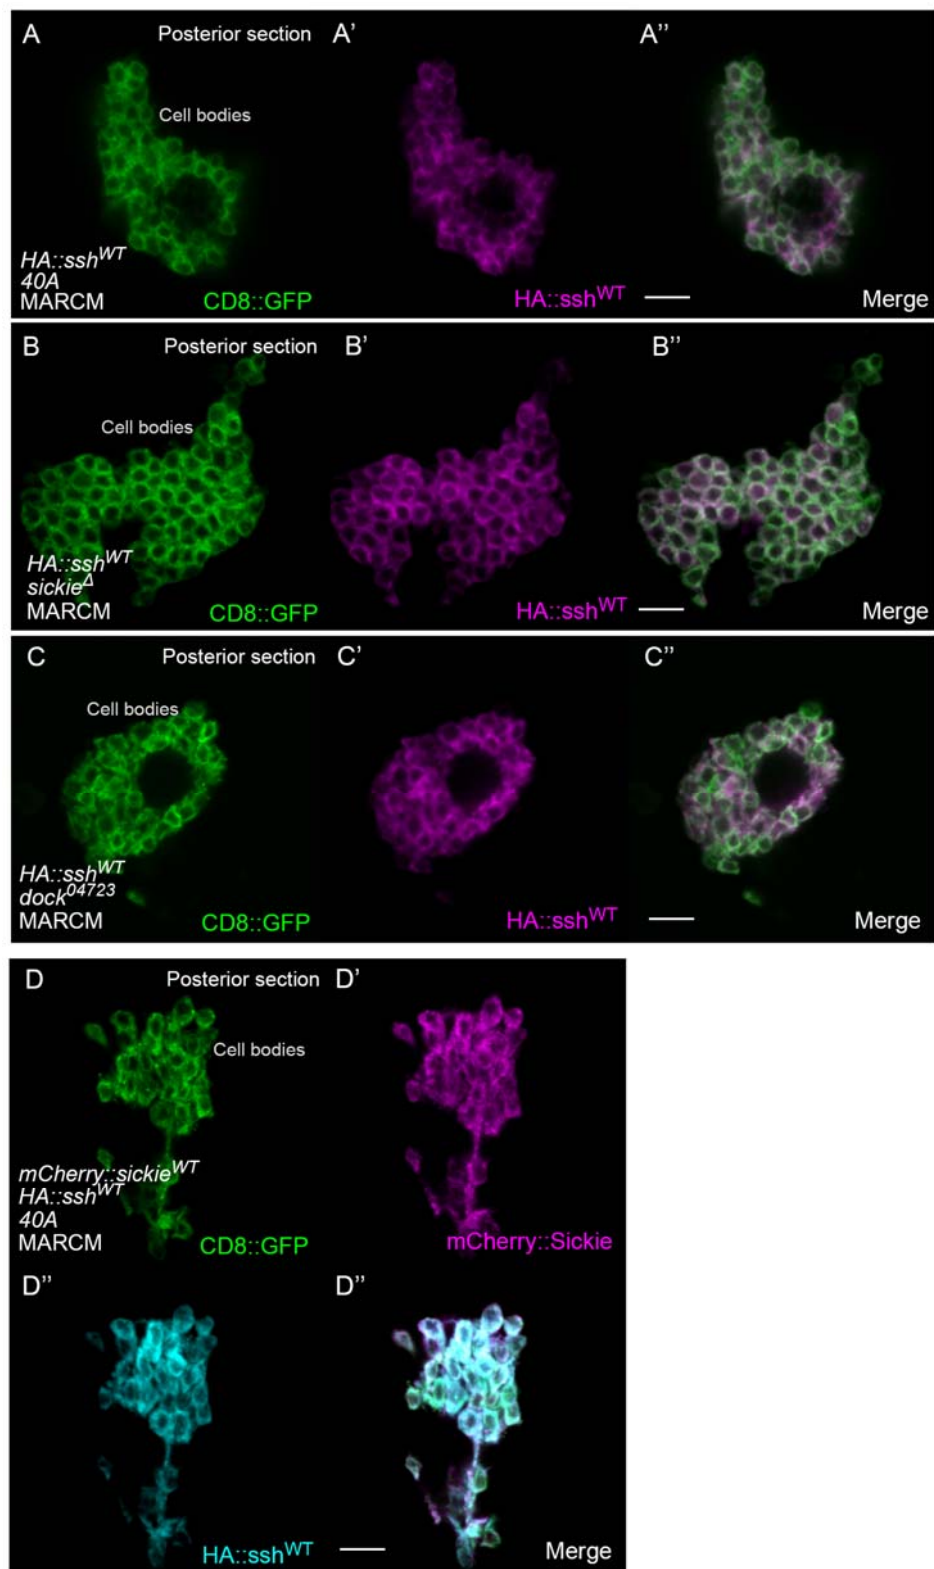 A
Posterior section
A'
A''
Cell bodies
HA::ssh^WT
40A
MARCM
CD8::GFP
HA::ssh^WT
Merge
B
Posterior section
B'
B''
Cell bodies
HA::ssh^WT
sickie^Δ
MARCM
CD8::GFP
HA::ssh^WT
Merge
C
Posterior section
C'
C''
Cell bodies
HA::ssh^WT
dock^04723
MARCM
CD8::GFP
HA::ssh^WT
Merge
D
Posterior section
D'
Cell bodies
mCherry::sickie^WT
HA::ssh^WT
40A
MARCM
CD8::GFP
mCherry::Sickie
D''
D''
HA::ssh^WT
Merge